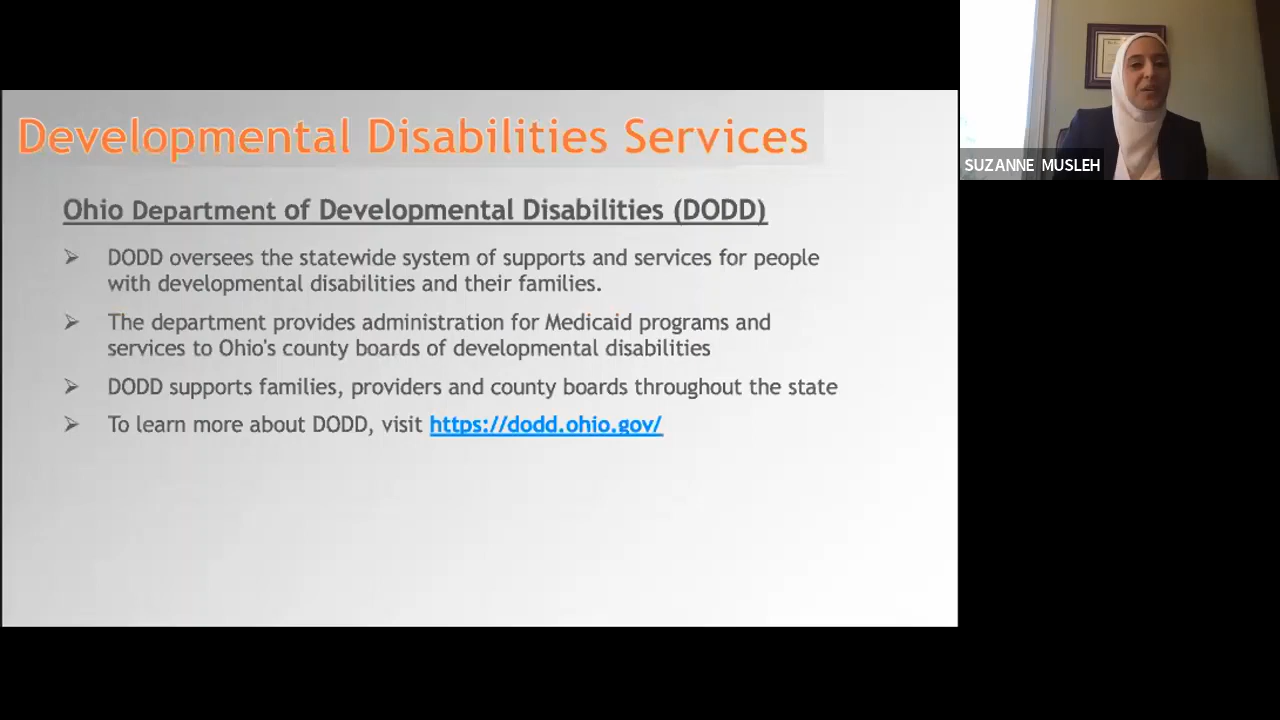 Developmental Disabilities Services
Ohio Department of Developmental Disabilities (DODD)
DODD oversees the statewide system of supports and services for people
with developmental disabilities and their families.
The department provides administration for Medicaid programs and
services to Ohio's county boards of developmental disabilities
DODD supports families, providers and county boards throughout the state
To learn more about DODD, visit https://dodd.ohio.gov/
SUZANNE MUSLEH